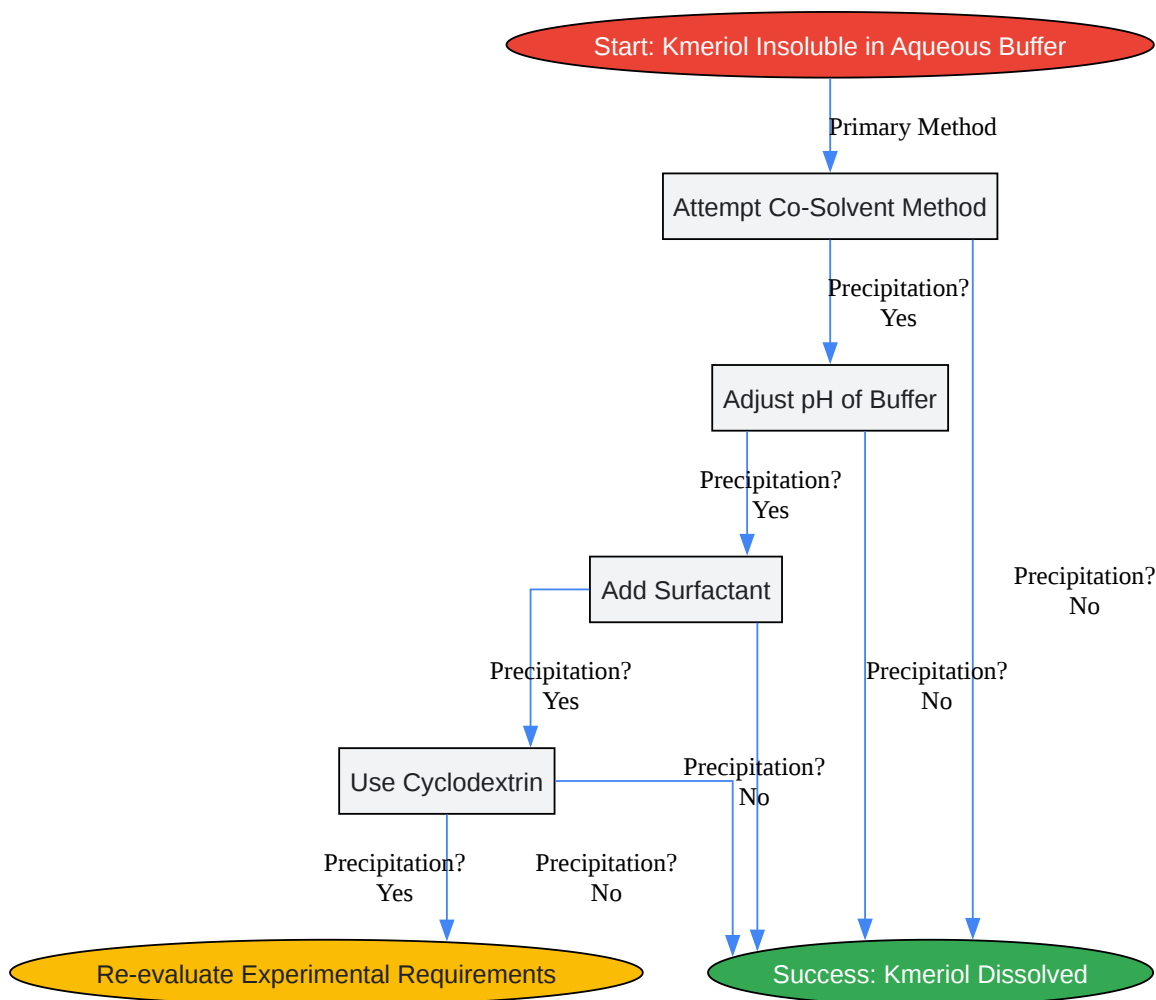 Start: Kmeriol Insoluble in Aqueous Buffer
Primary Method
Attempt Co-Solvent Method
Precipitation?
Yes
Adjust pH of Buffer
Precipitation?
Yes
Add Surfactant
Precipitation?
No
Precipitation?
Yes
Precipitation?
No
Use Cyclodextrin
Precipitation?
No
Precipitation?
Yes
Precipitation?
No
Re-evaluate Experimental Requirements
Success: Kmeriol Dissolved